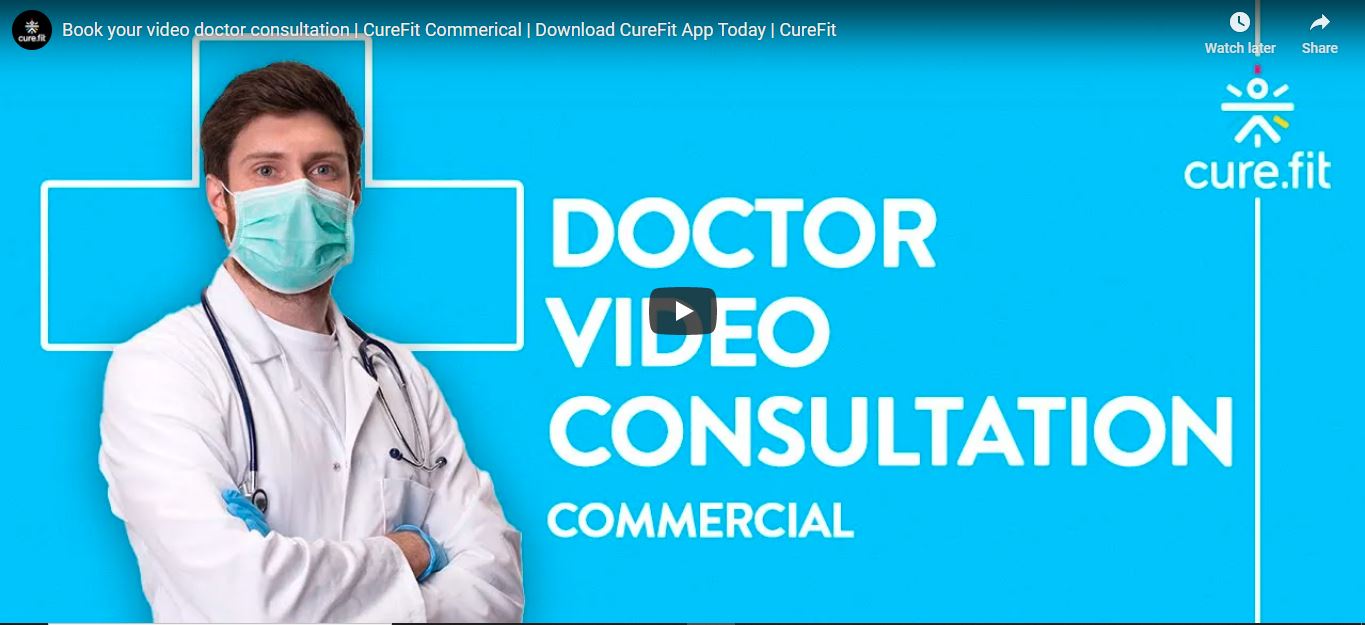 cure.fit
Book your video doctor consultation | CureFit Commerical | Download CureFit App Today | CureFit
Watch later
Share
cure.fit
DOCTOR
VIDEO
CONSULTATION
COMMERCIAL